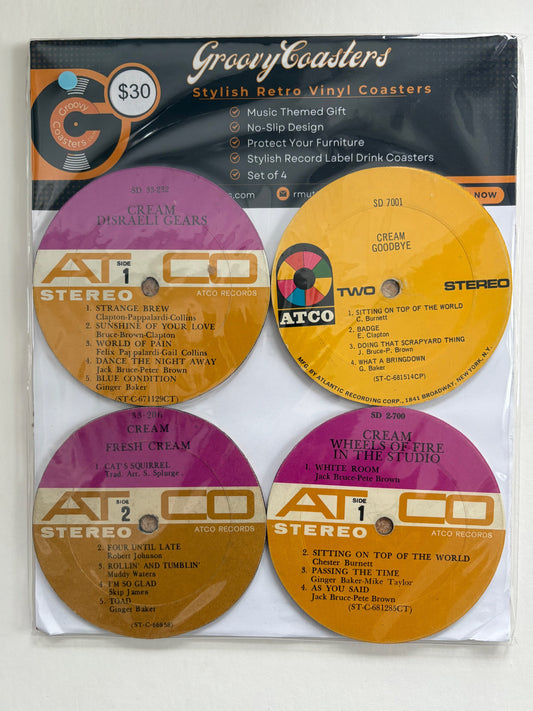 GroovyCoasters
Stylish Retro Vinyl Coasters
Groovy
Coasters
$30
Music Themed Gift
No-Slip Design
Protect Your Furniture
Stylish Record Label Drink Coasters
Set of 4
NOW
SD 33-232
CREAM
DISRAELI GEARS
ATCO
SIDE
1
STEREO
ATCO RECORDS
1. STRANGE BREW
Clapton-Pappalardi-Collins
2. SUNSHINE OF YOUR LOVE
Bruce-Brown-Clapton
3. WORLD OF PAIN
Felix Pappalardi-Gail Collins
4. DANCE THE NIGHT AWAY
Jack Bruce-Peter Brown
5. BLUE CONDITION
Ginger Baker
(ST-C-671129CT)
SD 7001
CREAM
GOODBYE
ATCO
TWO
STEREO
1. SITTING ON TOP OF THE WORLD
C. Burnett
2. BADGE
E. Clapton
3. DOING THAT SCRAPYARD THING
J. Bruce-P. Brown
4. WHAT A BRINGDOWN
G. Baker
(ST-C-681514CP)
MFG. BY ATLANTIC RECORDING CORP., 1841 BROADWAY, NEW YORK, N.Y.
CREAM
FRESH CREAM
1. CAT'S SQUIRREL
Trad. Arr. S. Splurge
ATCO
SIDE
2
STEREO
ATCO RECORDS
2. FOUR UNTIL LATE
Robert Johnson
3. ROLLIN' AND TUMBLIN'
Muddy Waters
4. I'M SO GLAD
Skip James
5. TOAD
Ginger Baker
SD 2-700
CREAM
WHEELS OF FIRE
IN THE STUDIO
1. WHITE ROOM
Jack Bruce-Pete Brown
ATCO
SIDE
1
STEREO
ATCO RECORDS
2. SITTING ON TOP OF THE WORLD
Chester Burnett
3. PASSING THE TIME
Ginger Baker-Mike Taylor
4. AS YOU SAID
Jack Bruce-Pete Brown
(ST-C-681285CT)